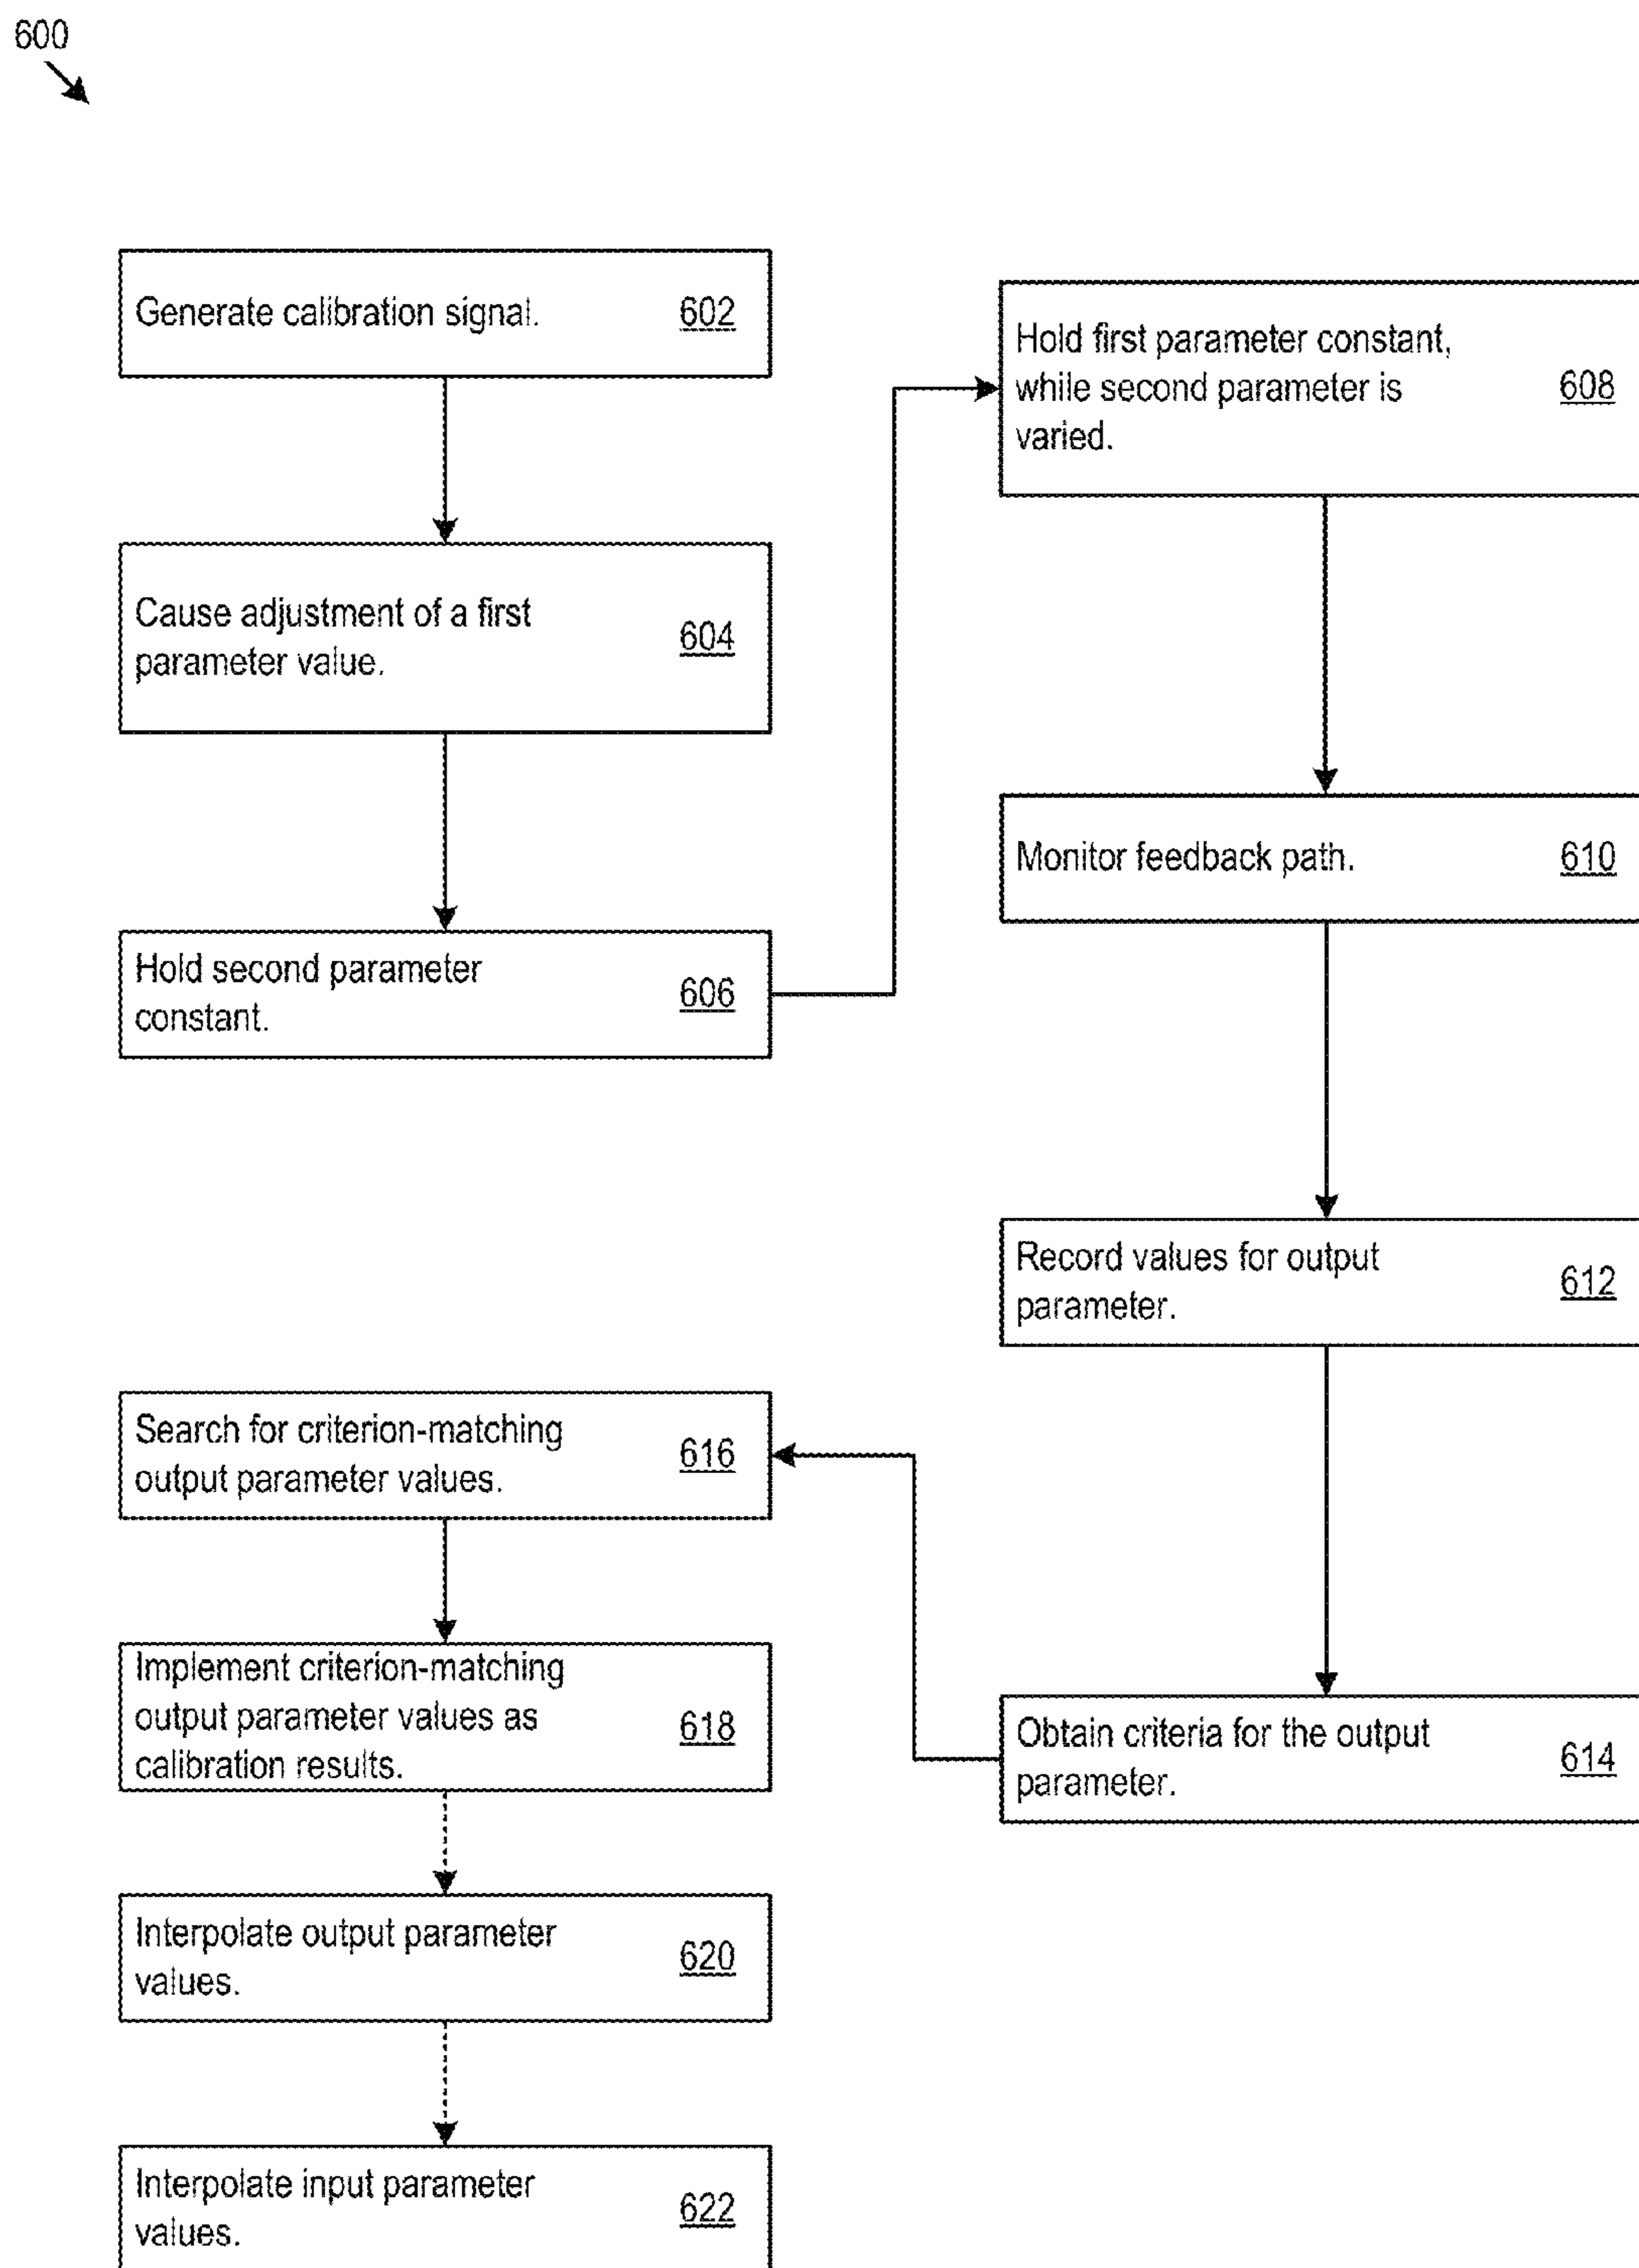 600
Generate calibration signal. 602
Cause adjustment of a first
parameter value.
604
Hold second parameter
constant.
606
Hold first parameter constant,
while second parameter is
varied.
608
Monitor feedback path. 610
Record values for output
parameter.
612
Obtain criteria for the output
parameter.
614
Search for criterion-matching
output parameter values.
616
Implement criterion-matching
output parameter values as
calibration results.
618
Interpolate output parameter
values.
620
Interpolate input parameter
values.
622